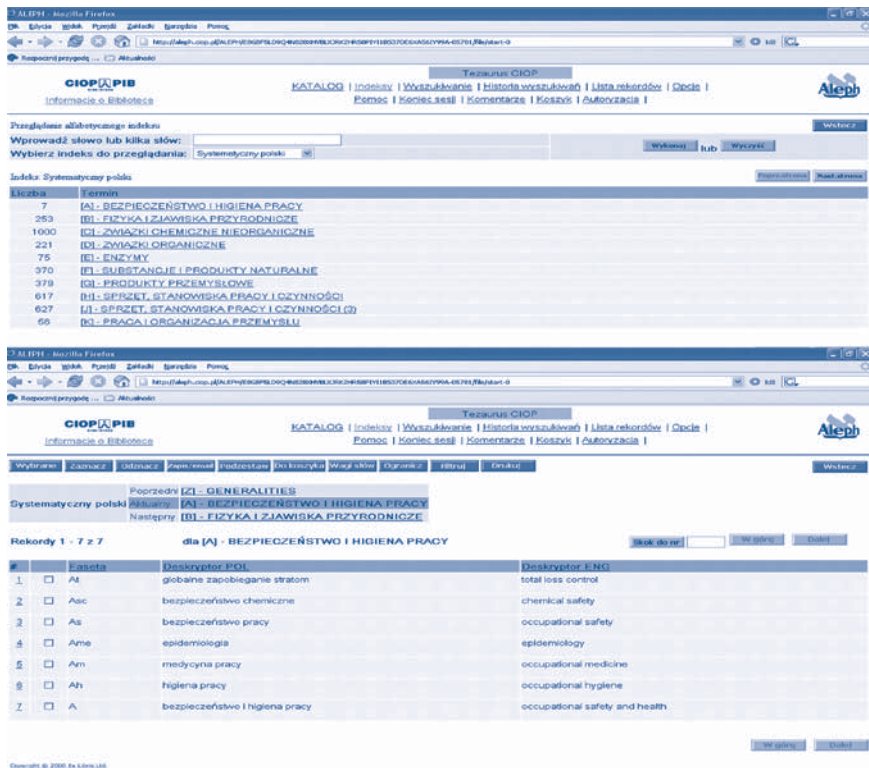 ALEPH - Mozilla Firefox
Plik Edycja Widok Przejdź Zakładki Narzędzia Pomoc
Rozpocznij przygodę ... Aktualności
CIOP PIB
Informacje o Bibliotece
Tezaurus CIOP
KATALOG | Indeksy | Wyszukiwanie | Historia wyszukiwań | Lista rekordów | Opcje |
Pomoc | Koniec sesji | Komentarze | Koszyk | Autoryzacja |
Aleph
Przeglądanie alfabetycznego indeksu
Wstecz
Wprowadź słowo lub kilka słów:
Wybierz indeks do przeglądania: Systematyczny polski
Wykonaj lub Wyczyść
Indeks: Systematyczny polski
Poprz.strona Nast.strona
Liczba Termin
7 [A] - BEZPIECZEŃSTWO I HIGIENA PRACY
253 [B] - FIZYKA I ZJAWISKA PRZYRODNICZE
1000 [C] - ZWIĄZKI CHEMICZNE NIEORGANICZNE
221 [D] - ZWIĄZKI ORGANICZNE
75 [E] - ENZYMY
370 [F] - SUBSTANCJE I PRODUKTY NATURALNE
379 [G] - PRODUKTY PRZEMYSŁOWE
617 [H] - SPRZĘT, STANOWISKA PRACY I CZYNNOŚCI
627 [J] - SPRZĘT, STANOWISKA PRACY I CZYNNOŚCI (3)
56 [K] - PRACA I ORGANIZACJA PRZEMYSŁU
ALEPH - Mozilla Firefox
Plik Edycja Widok Przejdź Zakładki Narzędzia Pomoc
Rozpocznij przygodę ... Aktualności
CIOP PIB
Informacje o Bibliotece
Tezaurus CIOP
KATALOG | Indeksy | Wyszukiwanie | Historia wyszukiwań | Lista rekordów | Opcje |
Pomoc | Koniec sesji | Komentarze | Koszyk | Autoryzacja |
Aleph
Wybrane Zaznacz Odznacz Zapis/email Podzestaw Do koszyka Wagi słów Ogranicz Filtruj Drukuj Wstecz
Poprzedni [Z] - GENERALITIES
Systematyczny polski Aktualny [A] - BEZPIECZEŃSTWO I HIGIENA PRACY
Następny [B] - FIZYKA I ZJAWISKA PRZYRODNICZE
Rekordy 1 - 7 z 7 dla [A] - BEZPIECZEŃSTWO I HIGIENA PRACY Skok do nr W górę Dalej
# Faseta Deskryptor POL Deskryptor ENG
1 At globalne zapobieganie stratom total loss control
2 Asc bezpieczeństwo chemiczne chemical safety
3 As bezpieczeństwo pracy occupational safety
4 Ame epidemiologia epidemiology
5 Am medycyna pracy occupational medicine
6 Ah higiena pracy occupational hygiene
7 A bezpieczeństwo i higiena pracy occupational safety and health
W górę Dalej
Copyright © 2000 Ex Libris Ltd.